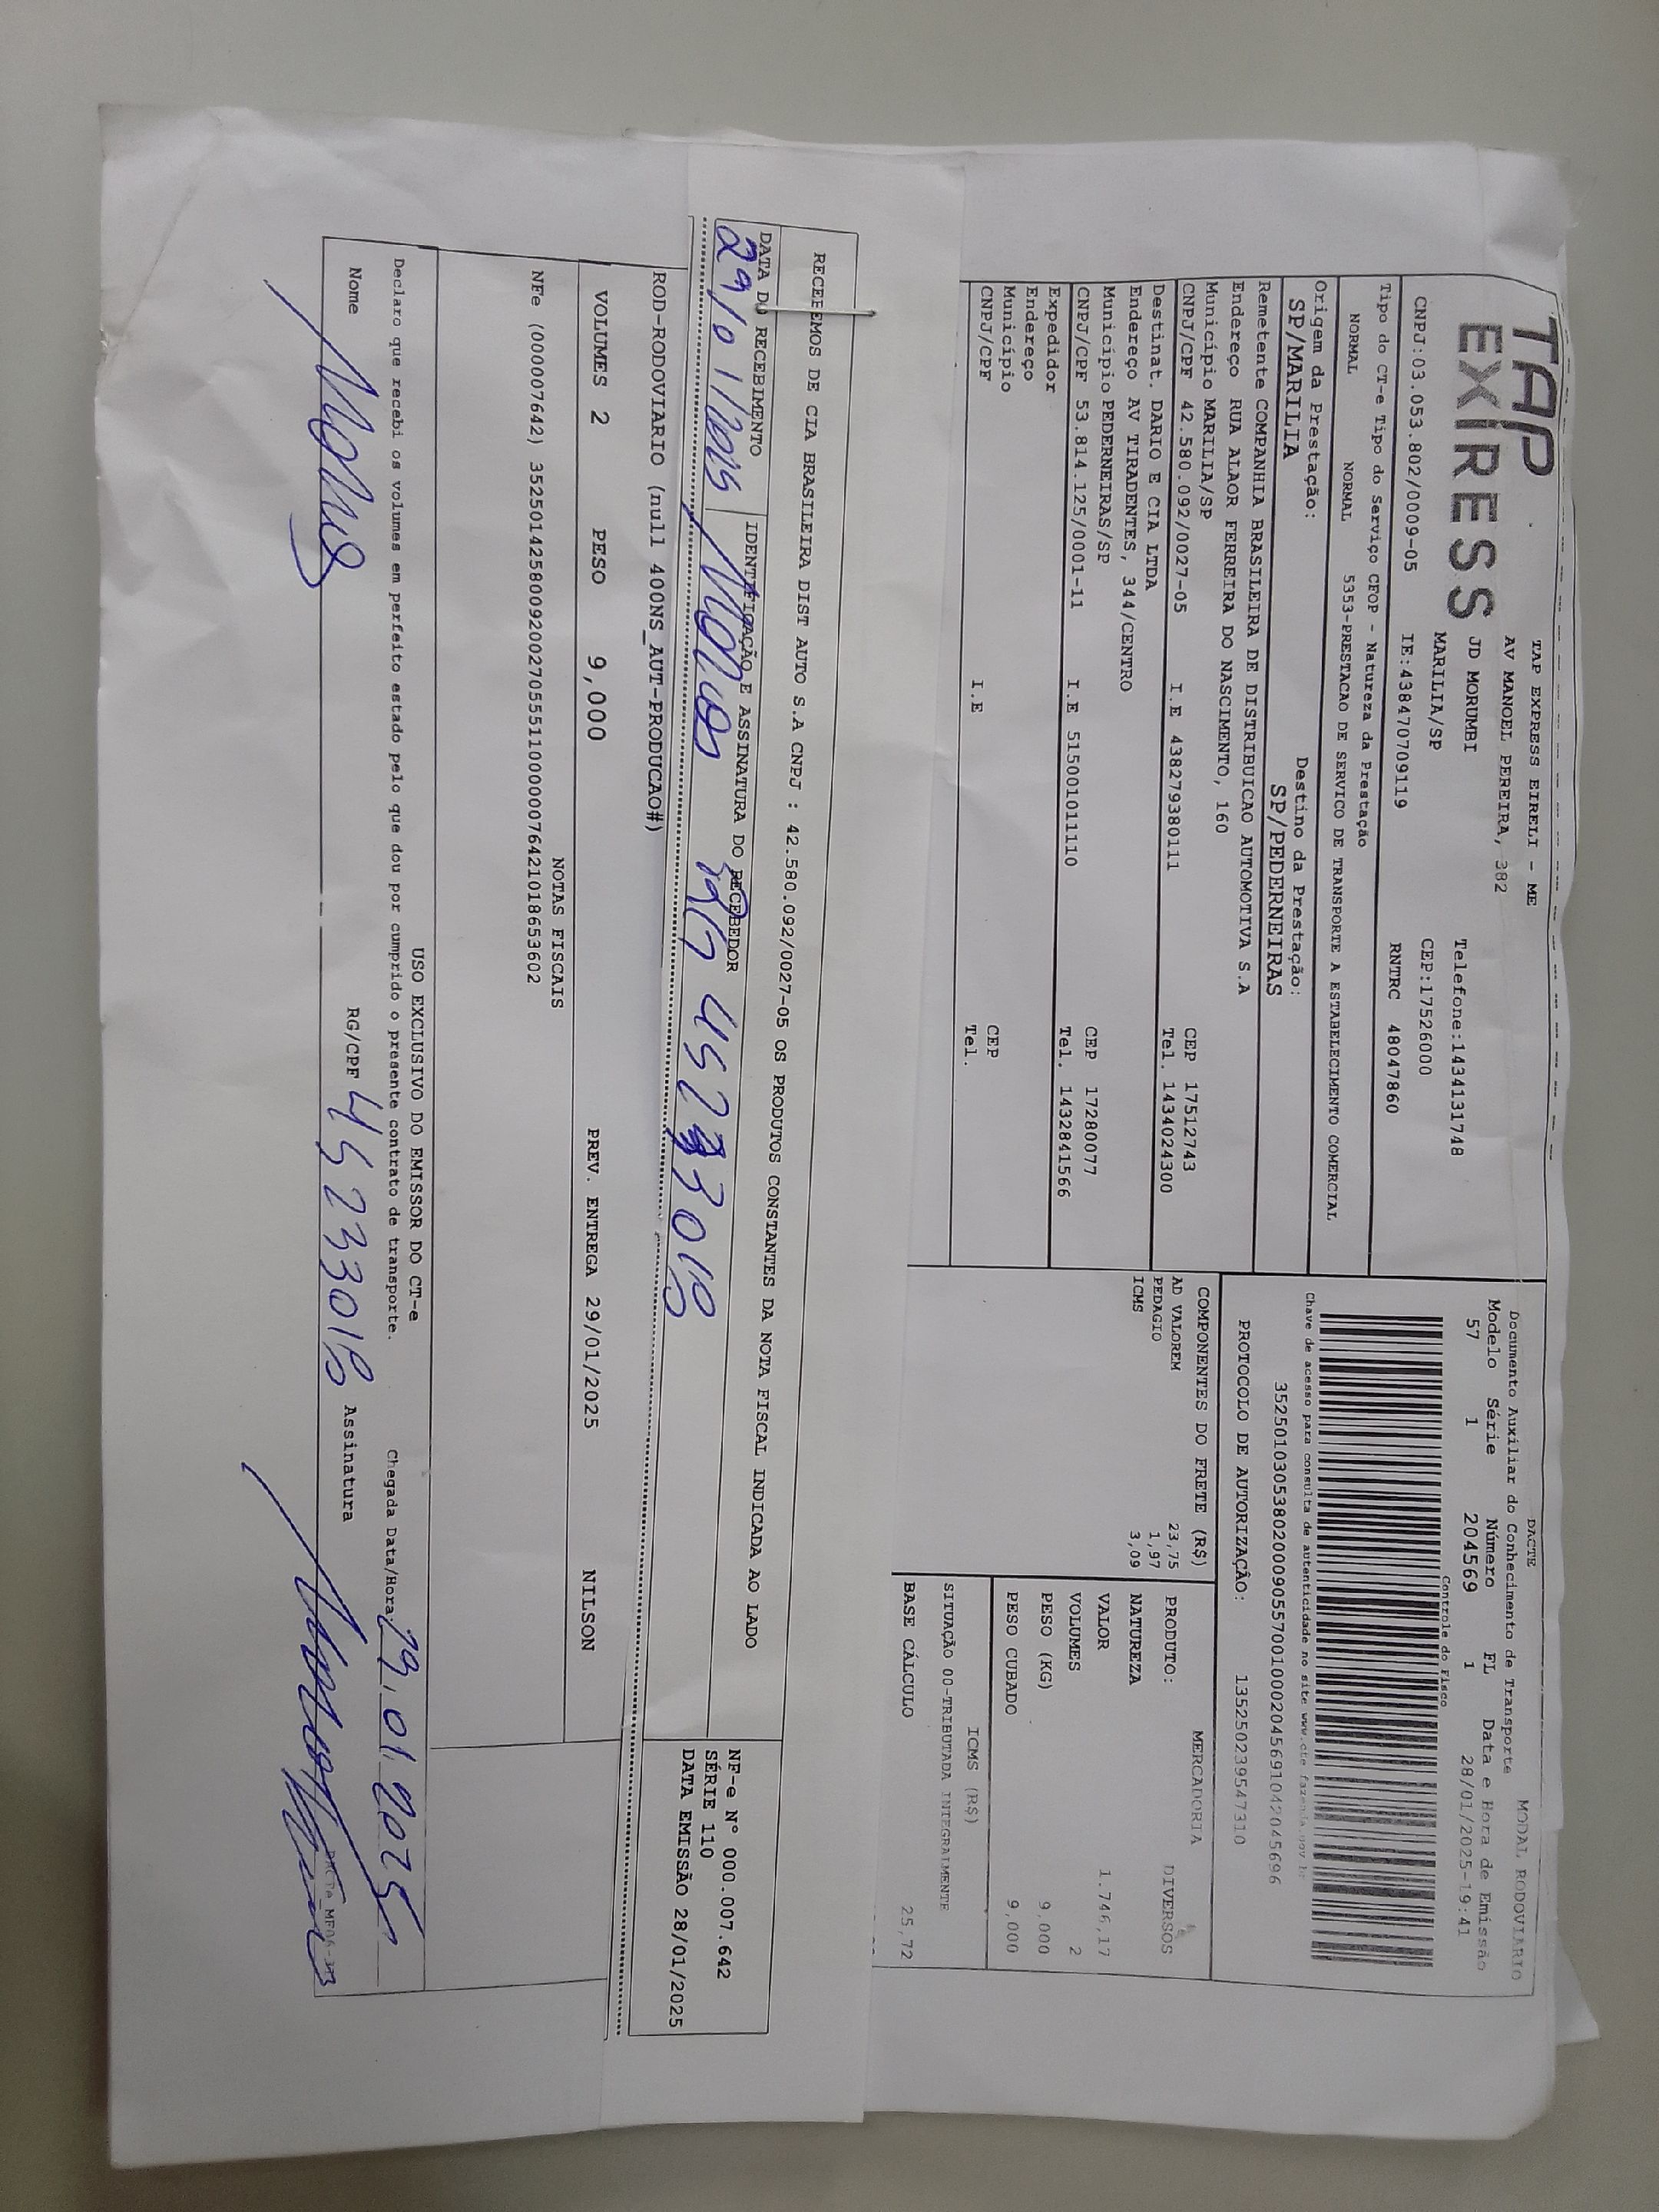 TAP
EXPRESS
TAP EXPRESS EIRELI - ME
AV MANOEL PEREIRA, 382
JD MORUMBI
MARILIA/SP
Telefone:1434131748
CEP:17526000
CNPJ:03.053.802/0009-05 IE:438470709119 RNTRC 48047860
Tipo do CT-e Tipo do Serviço CFOP - Natureza da Prestação
NORMAL NORMAL 5353-PRESTACAO DE SERVICO DE TRANSPORTE A ESTABELECIMENTO COMERCIAL
Origem da Prestação: Destino da Prestação:
SP/MARILIA SP/PEDERNEIRAS
Remetente COMPANHIA BRASILEIRA DE DISTRIBUICAO AUTOMOTIVA S.A
Endereço RUA ALAOR FERREIRA DO NASCIMENTO, 160
Município MARILIA/SP CEP 17512743
CNPJ/CPF 42.580.092/0027-05 I.E 438279380111 Tel. 1434024300
Destinat. DARIO E CIA LTDA
Endereço AV TIRADENTES, 344/CENTRO
Município PEDERNEIRAS/SP CEP 17280077
CNPJ/CPF 53.814.125/0001-11 I.E 515001011110 Tel. 1432841566
Expedidor
Endereço
Município CEP
CNPJ/CPF I.E Tel.
DACTE MODAL RODOVIARIO
Documento Auxiliar do Conhecimento de Transporte
Modelo Série Número FL Data e Hora de Emissão
57 1 204569 1 28/01/2025-19:41
Controle do Fisco
Chave de acesso para consulta de autenticidade no site www.cte.fazenda.gov.br
PROTOCOLO DE AUTORIZAÇÃO: 135250239547310
COMPONENTES DO FRETE (R$)
AD VALOREM 23,75
PEDAGIO 1,97
ICMS 3,09
MERCADORIA
PRODUTO: DIVERSOS
NATUREZA
VALOR 1.746,17
VOLUMES 2
PESO (KG) 9,000
PESO CUBADO 9,000
ICMS (R$)
SITUAÇÃO 00-TRIBUTADA INTEGRALMENTE
BASE CÁLCULO 25,72
RECEBEMOS DE CIA BRASILEIRA DIST AUTO S.A CNPJ : 42.580.092/0027-05 OS PRODUTOS CONSTANTES DA NOTA FISCAL INDICADA AO LADO
DATA DO RECEBIMENTO IDENTIFICAÇÃO E ASSINATURA DO RECEBEDOR
29/01/2025
NF-e Nº 000.007.642
SÉRIE 110
DATA EMISSÃO 28/01/2025
ROD-RODOVIARIO (null 400NS_AUT-PRODUCAO#)
VOLUMES 2 PESO 9,000 PREV. ENTREGA 29/01/2025 NILSON
NOTAS FISCAIS
NFe (000007642) 35250142580092002705551100000076421018653602
USO EXCLUSIVO DO EMISSOR DO CT-e
Declaro que recebi os volumes em perfeito estado pelo que dou por cumprido o presente contrato de transporte. Chegada Data/Hora: 29.01.2025
Nome RG/CPF Assinatura